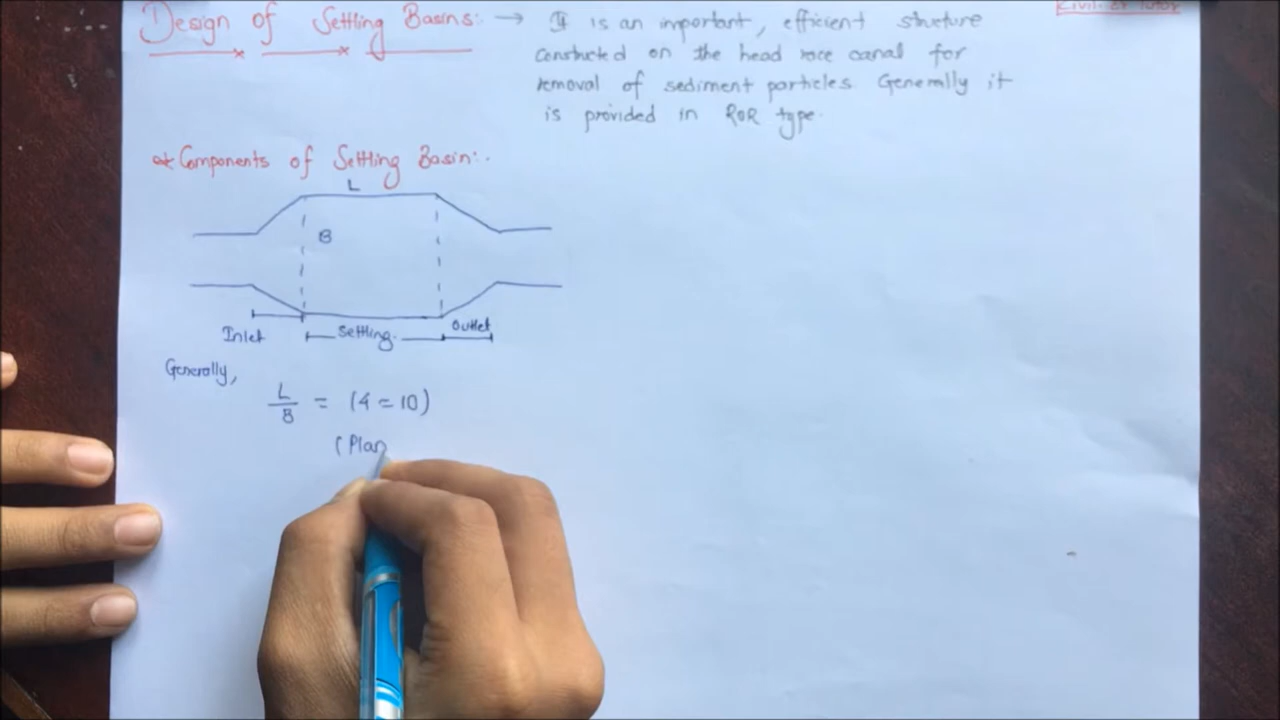 Design of Settling Basins:- → It is an important, efficient structure
constructed on the head race canal for
removal of sediment particles. Generally it
is provided in ROR type.
* Components of Settling Basin:-
L
B
Inlet Settling. Outlet
Generally,
L/B = (4 = 10)
(Plan